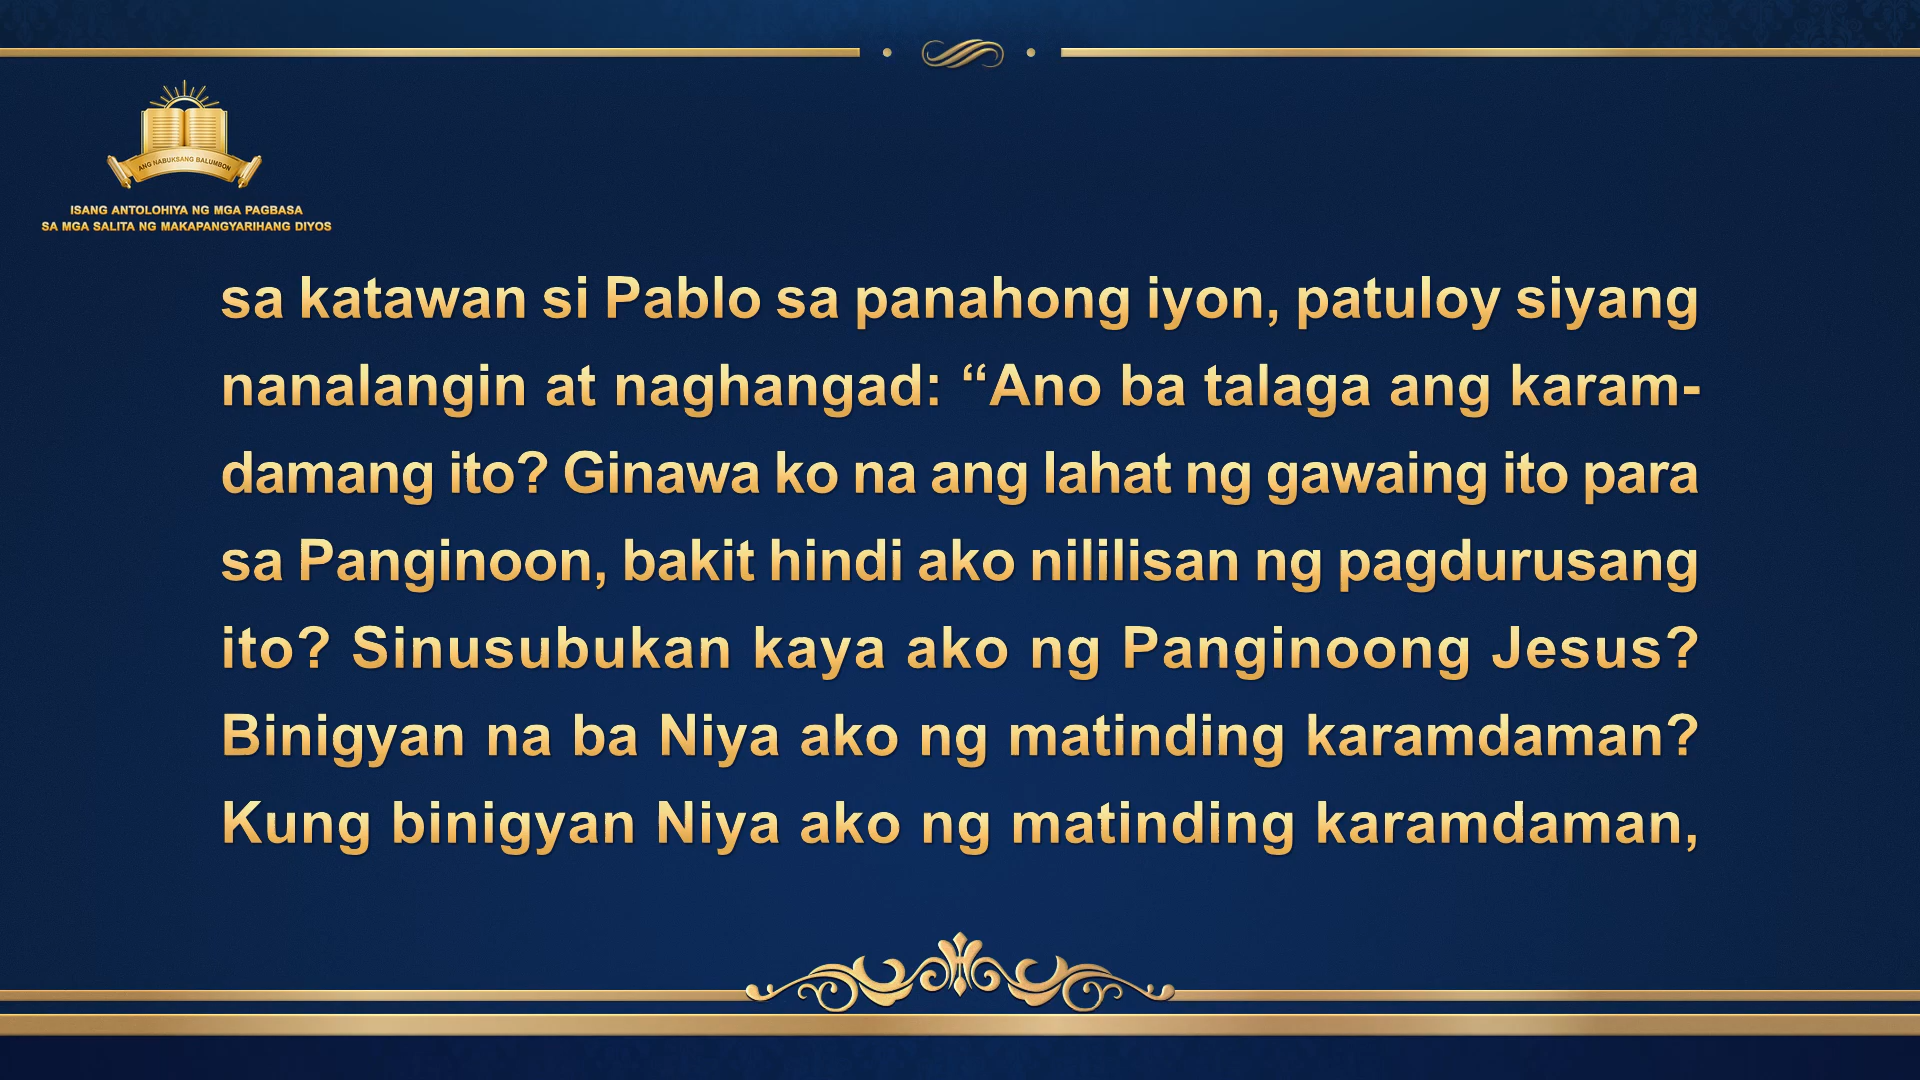 ANG NABUKSANG BALUMBON
ISANG ANTOLOHIYA NG MGA PAGBASA
SA MGA SALITA NG MAKAPANGYARIHANG DIYOS
sa katawan si Pablo sa panahong iyon, patuloy siyang
nanalangin at naghangad: “Ano ba talaga ang karam-
damang ito? Ginawa ko na ang lahat ng gawaing ito para
sa Panginoon, bakit hindi ako nililisan ng pagdurusang
ito? Sinusubukan kaya ako ng Panginoong Jesus?
Binigyan na ba Niya ako ng matinding karamdaman?
Kung binigyan Niya ako ng matinding karamdaman,